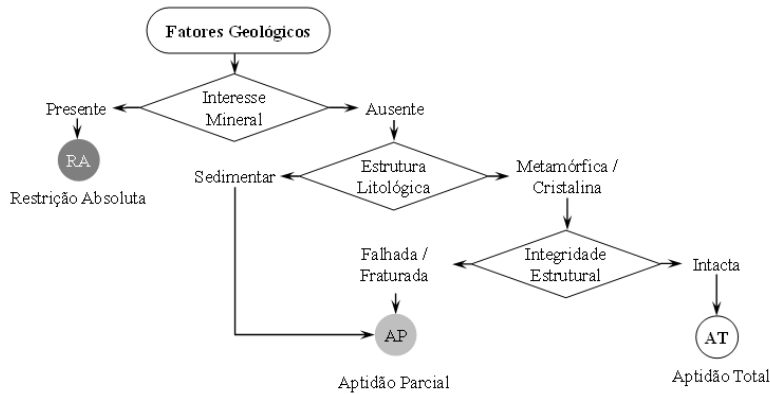 Fatores Geológicos
Interesse
Mineral
Presente
Ausente
RA
Restrição Absoluta
Estrutura
Litológica
Sedimentar
Metamórfica /
Cristalina
Integridade
Estrutural
Falhada /
Fraturada
Intacta
AP
AT
Aptidão Parcial
Aptidão Total